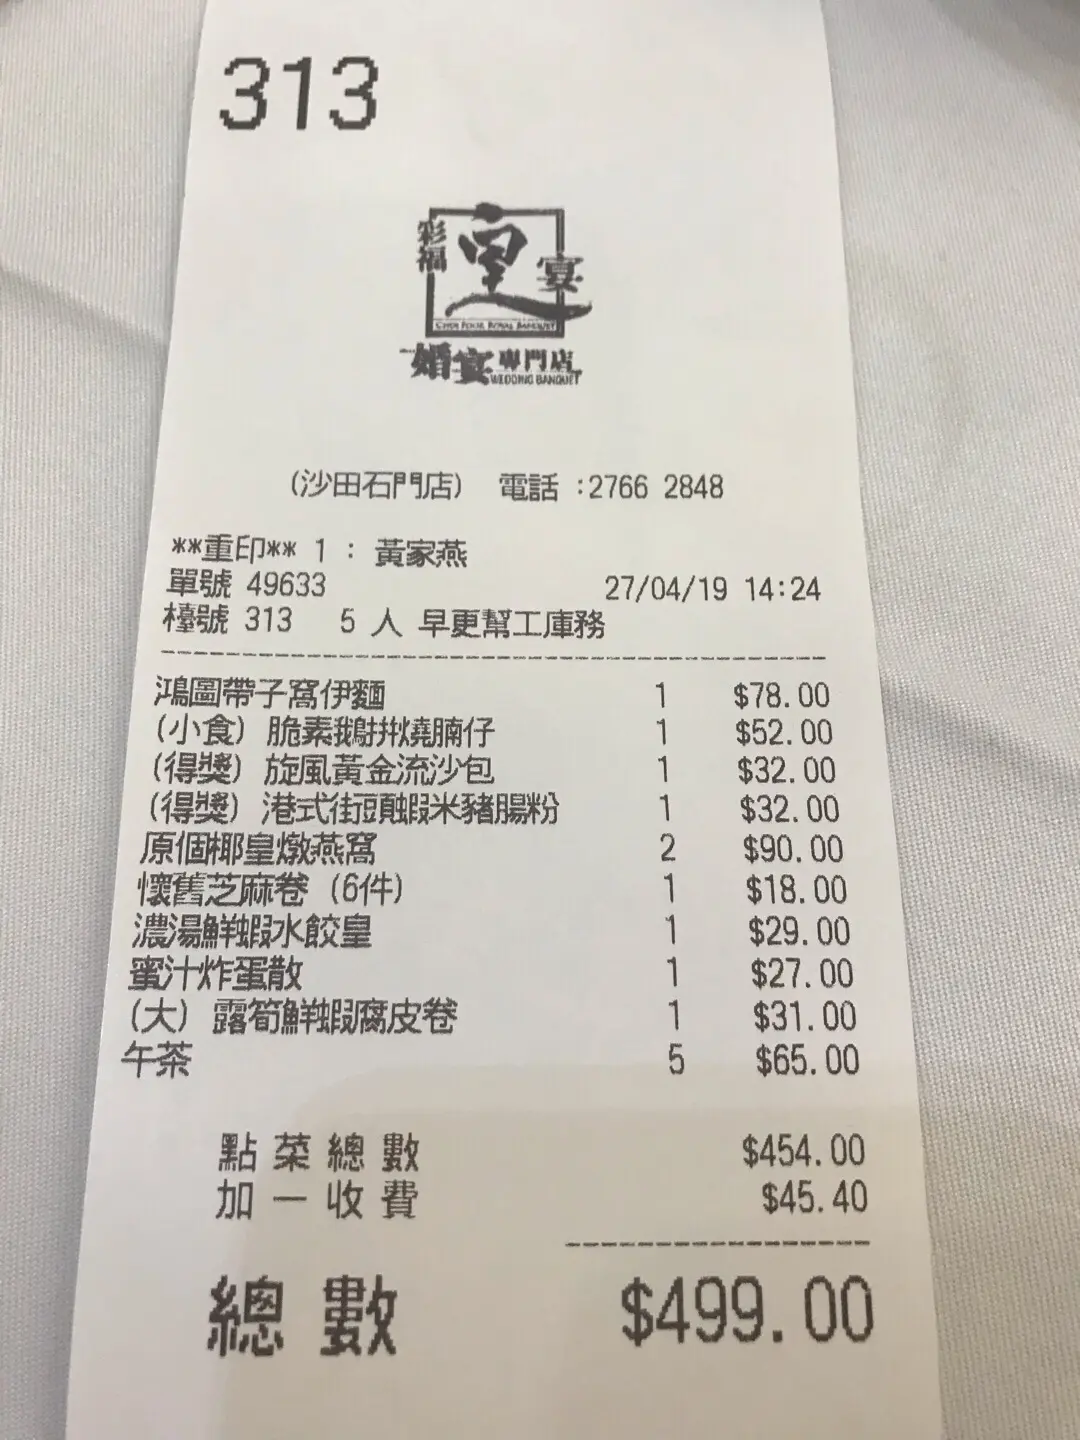 313
彩福 皇 宴
CHOI FOOK ROYAL BANQUET
婚宴專門店
WEDDING BANQUET
(沙田石門店) 電話 :2766 2848
**重印** 1 : 黃家燕
單號 49633 27/04/19 14:24
檯號 313 5 人 早更幫工庫務
鴻圖帶子窩伊麵 1 $78.00
(小食) 脆素鵝拼燒腩仔 1 $52.00
(得獎) 旋風黃金流沙包 1 $32.00
(得獎) 港式街頭蝦米豬腸粉 1 $32.00
原個椰皇燉燕窩 2 $90.00
懷舊芝麻卷 (6件) 1 $18.00
濃湯鮮蝦水餃皇 1 $29.00
蜜汁炸蛋散 1 $27.00
(大) 露筍鮮蝦腐皮卷 1 $31.00
午茶 5 $65.00
點菜總數 $454.00
加一收費 $45.40
總數 $499.00